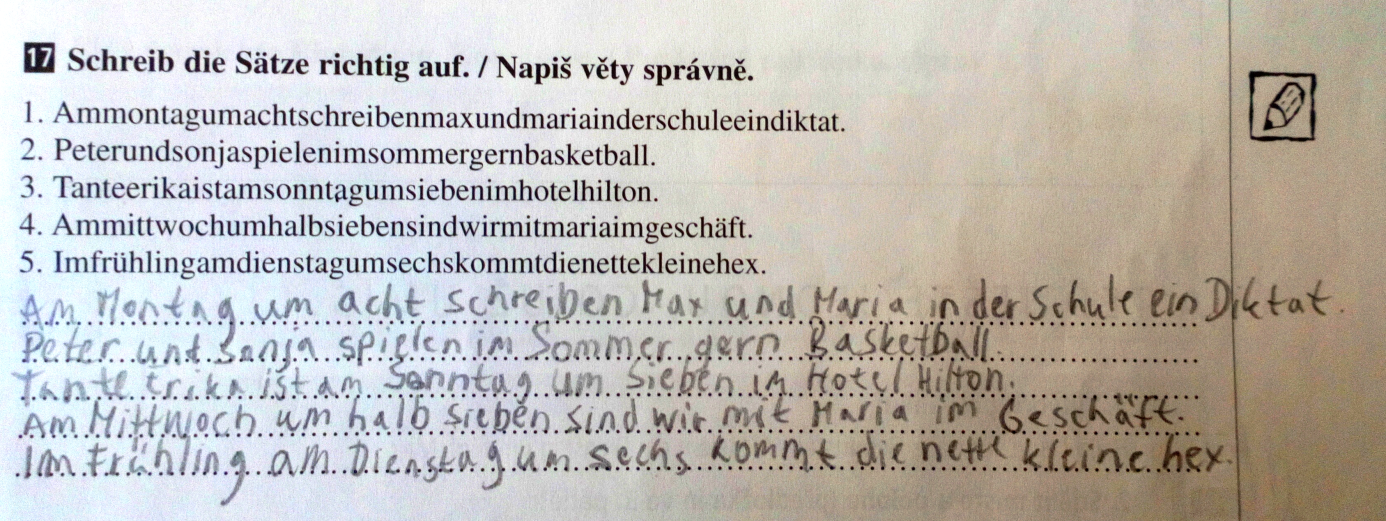 17 Schreib die Sätze richtig auf. / Napiš věty správně.
1. Ammontagumachtschreibenmaxundmariainderschuleeindiktat.
2. Peterundsonjaspielenimsommergernbasketball.
3. Tanteerikaistamsonntagumsiebenimhotelhilton.
4. Ammittwochumhalbsiebensindwirmitmariaimgeschäft.
5. Imfrühlingamdienstagumsechskommtdienettekleinehex.
Am Montag um acht schreiben Max und Maria in der Schule ein Diktat.
Peter und Sonja spielen im Sommer gern Basketball.
Tante Erika ist am Sonntag um Sieben im Hotel Hilton.
Am Mittwoch um halb sieben sind wir mit Maria im Geschäft.
Im Frühling am Dienstag um sechs kommt die nette kleine hex.